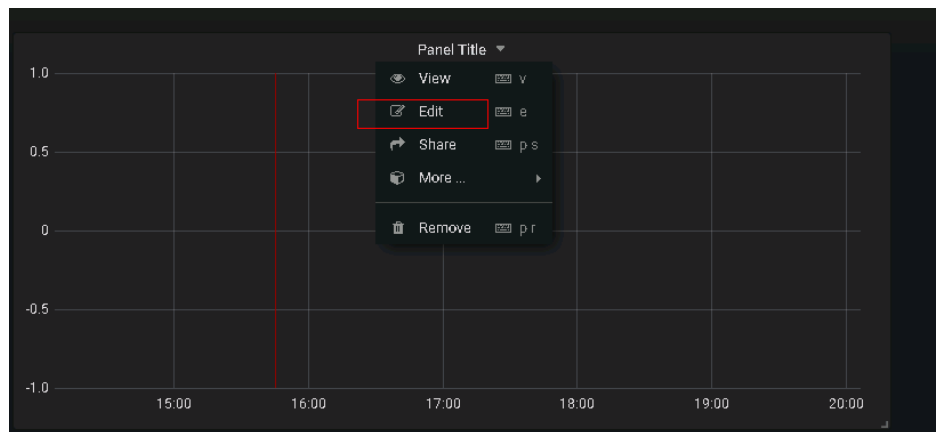 Panel Title
View v
Edit e
Share p s
More ...
Remove p r
1.0
0.5
0
-0.5
-1.0
15:00 16:00 17:00 18:00 19:00 20:00